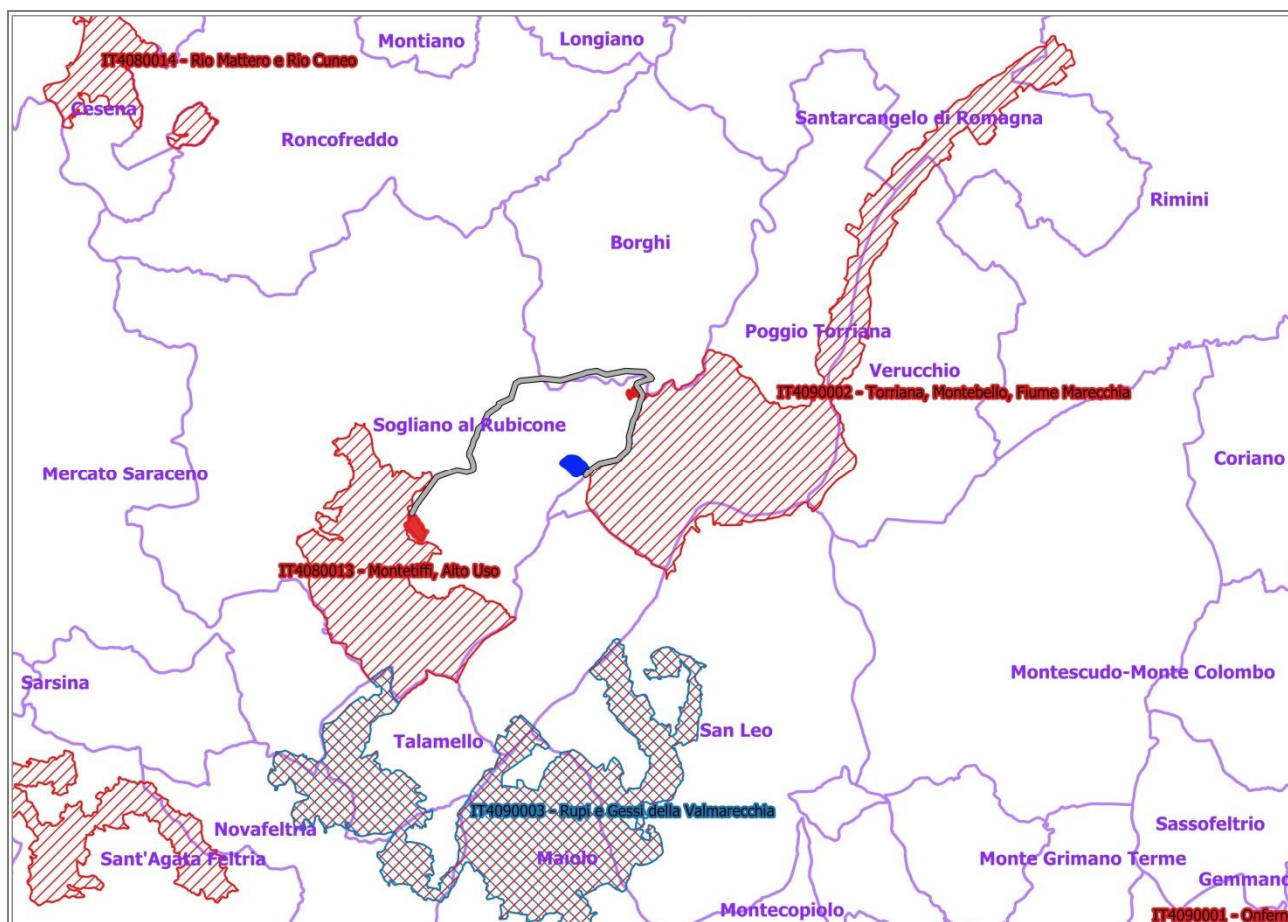 Montiano
Longiano
IT4080014 - Rio Mattero e Rio Cuneo
Cesena
Santarcangelo di Romagna
Roncofreddo
Rimini
Borghi
Poggio Torriana
Verucchio
IT4090002 - Torriana, Montebello, Fiume Marecchia
Sogliano al Rubicone
Coriano
Mercato Saraceno
IT4080013 - Montetiffi, Alto Uso
Montescudo-Monte Colombo
Sarsina
San Leo
Talamello
IT4090003 - Rupi e Gessi della Valmarecchia
Sassofeltrio
Novafeltria
Sant'Agata Feltria
Maiolo
Monte Grimano Terme
Gemmano
Montecopiolo
IT4090001 - Onfern